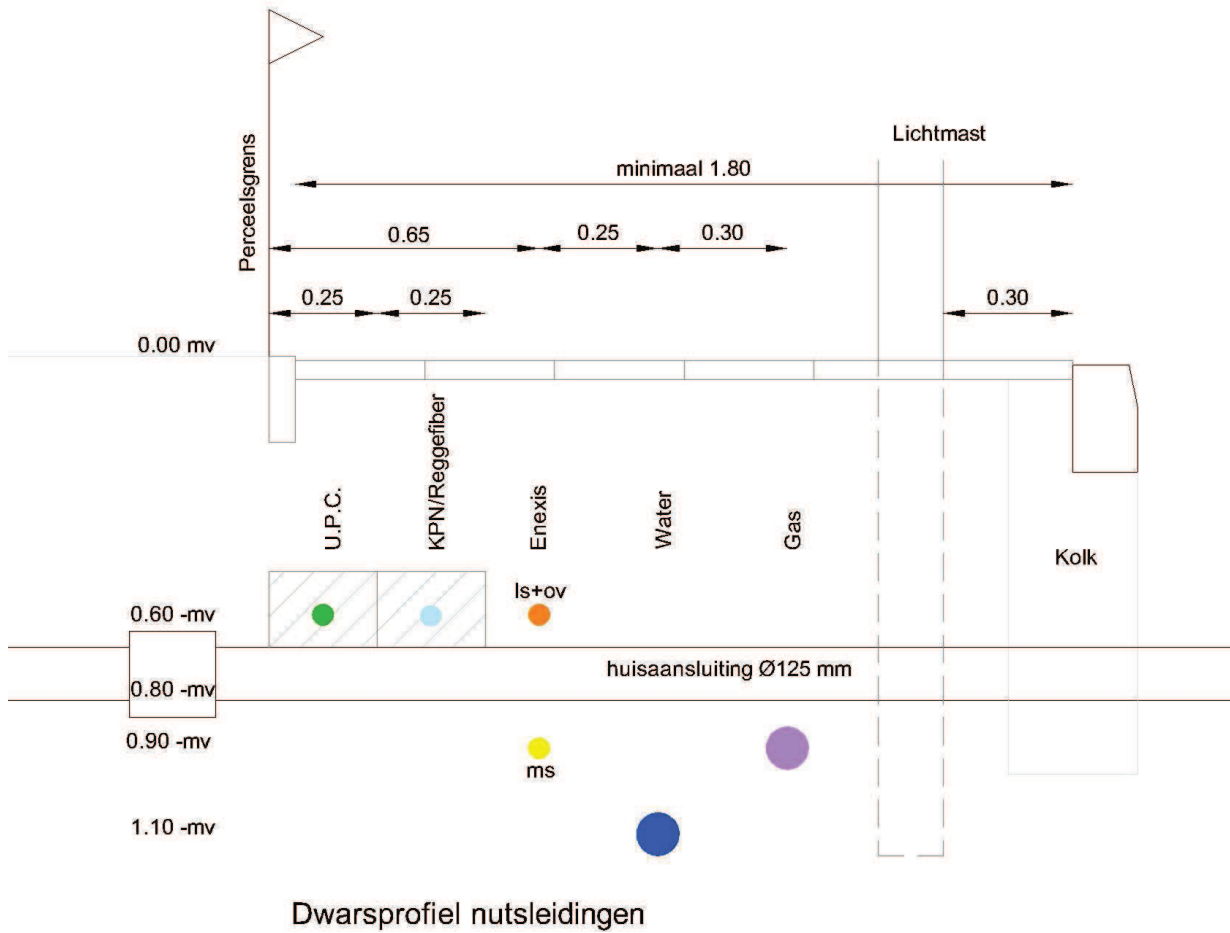 Lichtmast
minimaal 1.80
Perceelsgrens
0.65
0.25
0.30
0.25
0.25
0.30
0.00 mv
U.P.C.
KPN/Reggefiber
Enexis
Water
Gas
Kolk
ls+ov
0.60 -mv
huisaansluiting Ø125 mm
0.80 -mv
0.90 -mv
ms
1.10 -mv
Dwarsprofiel nutsleidingen